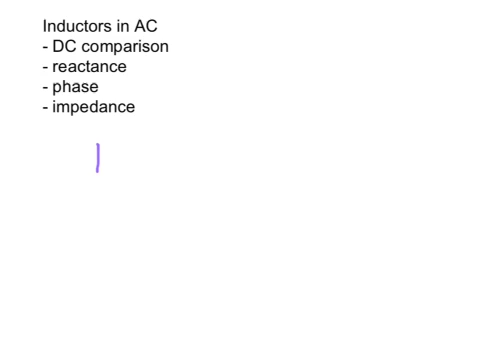 Inductors in AC
- DC comparison
- reactance
- phase
- impedance